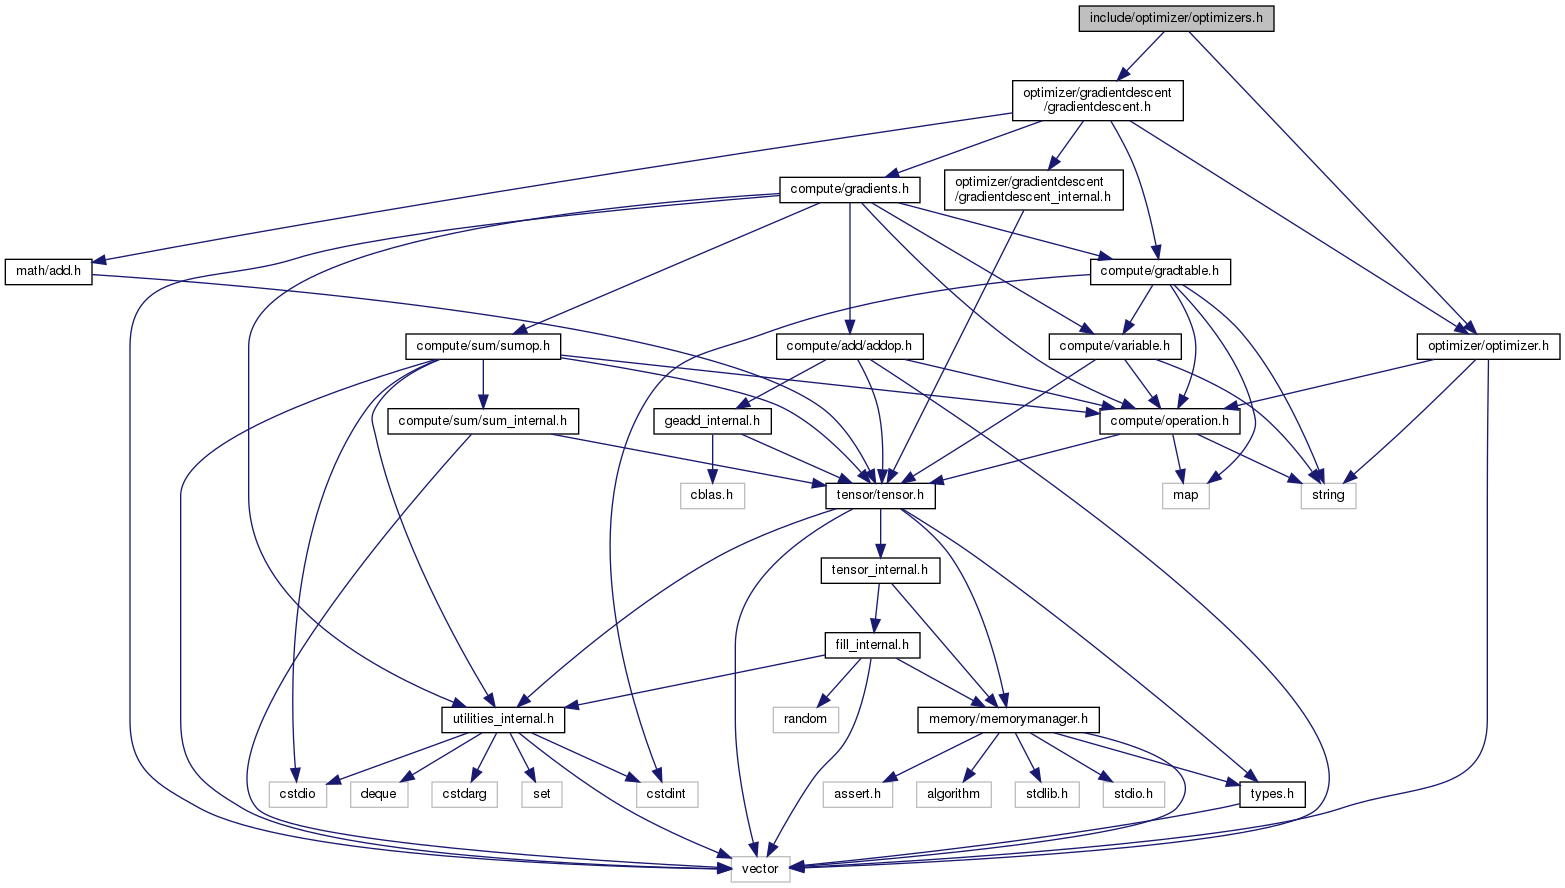 include/optimizer/optimizers.h
optimizer/gradientdescent
/gradientdescent.h
compute/gradients.h
optimizer/gradientdescent
/gradientdescent_internal.h
math/add.h
compute/gradtable.h
compute/sum/sumop.h
compute/add/addop.h
compute/variable.h
optimizer/optimizer.h
compute/sum/sum_internal.h
geadd_internal.h
compute/operation.h
cblas.h
tensor/tensor.h
map
string
tensor_internal.h
fill_internal.h
utilities_internal.h
random
memory/memorymanager.h
cstdio
deque
cstdarg
set
cstdint
assert.h
algorithm
stdlib.h
stdio.h
types.h
vector